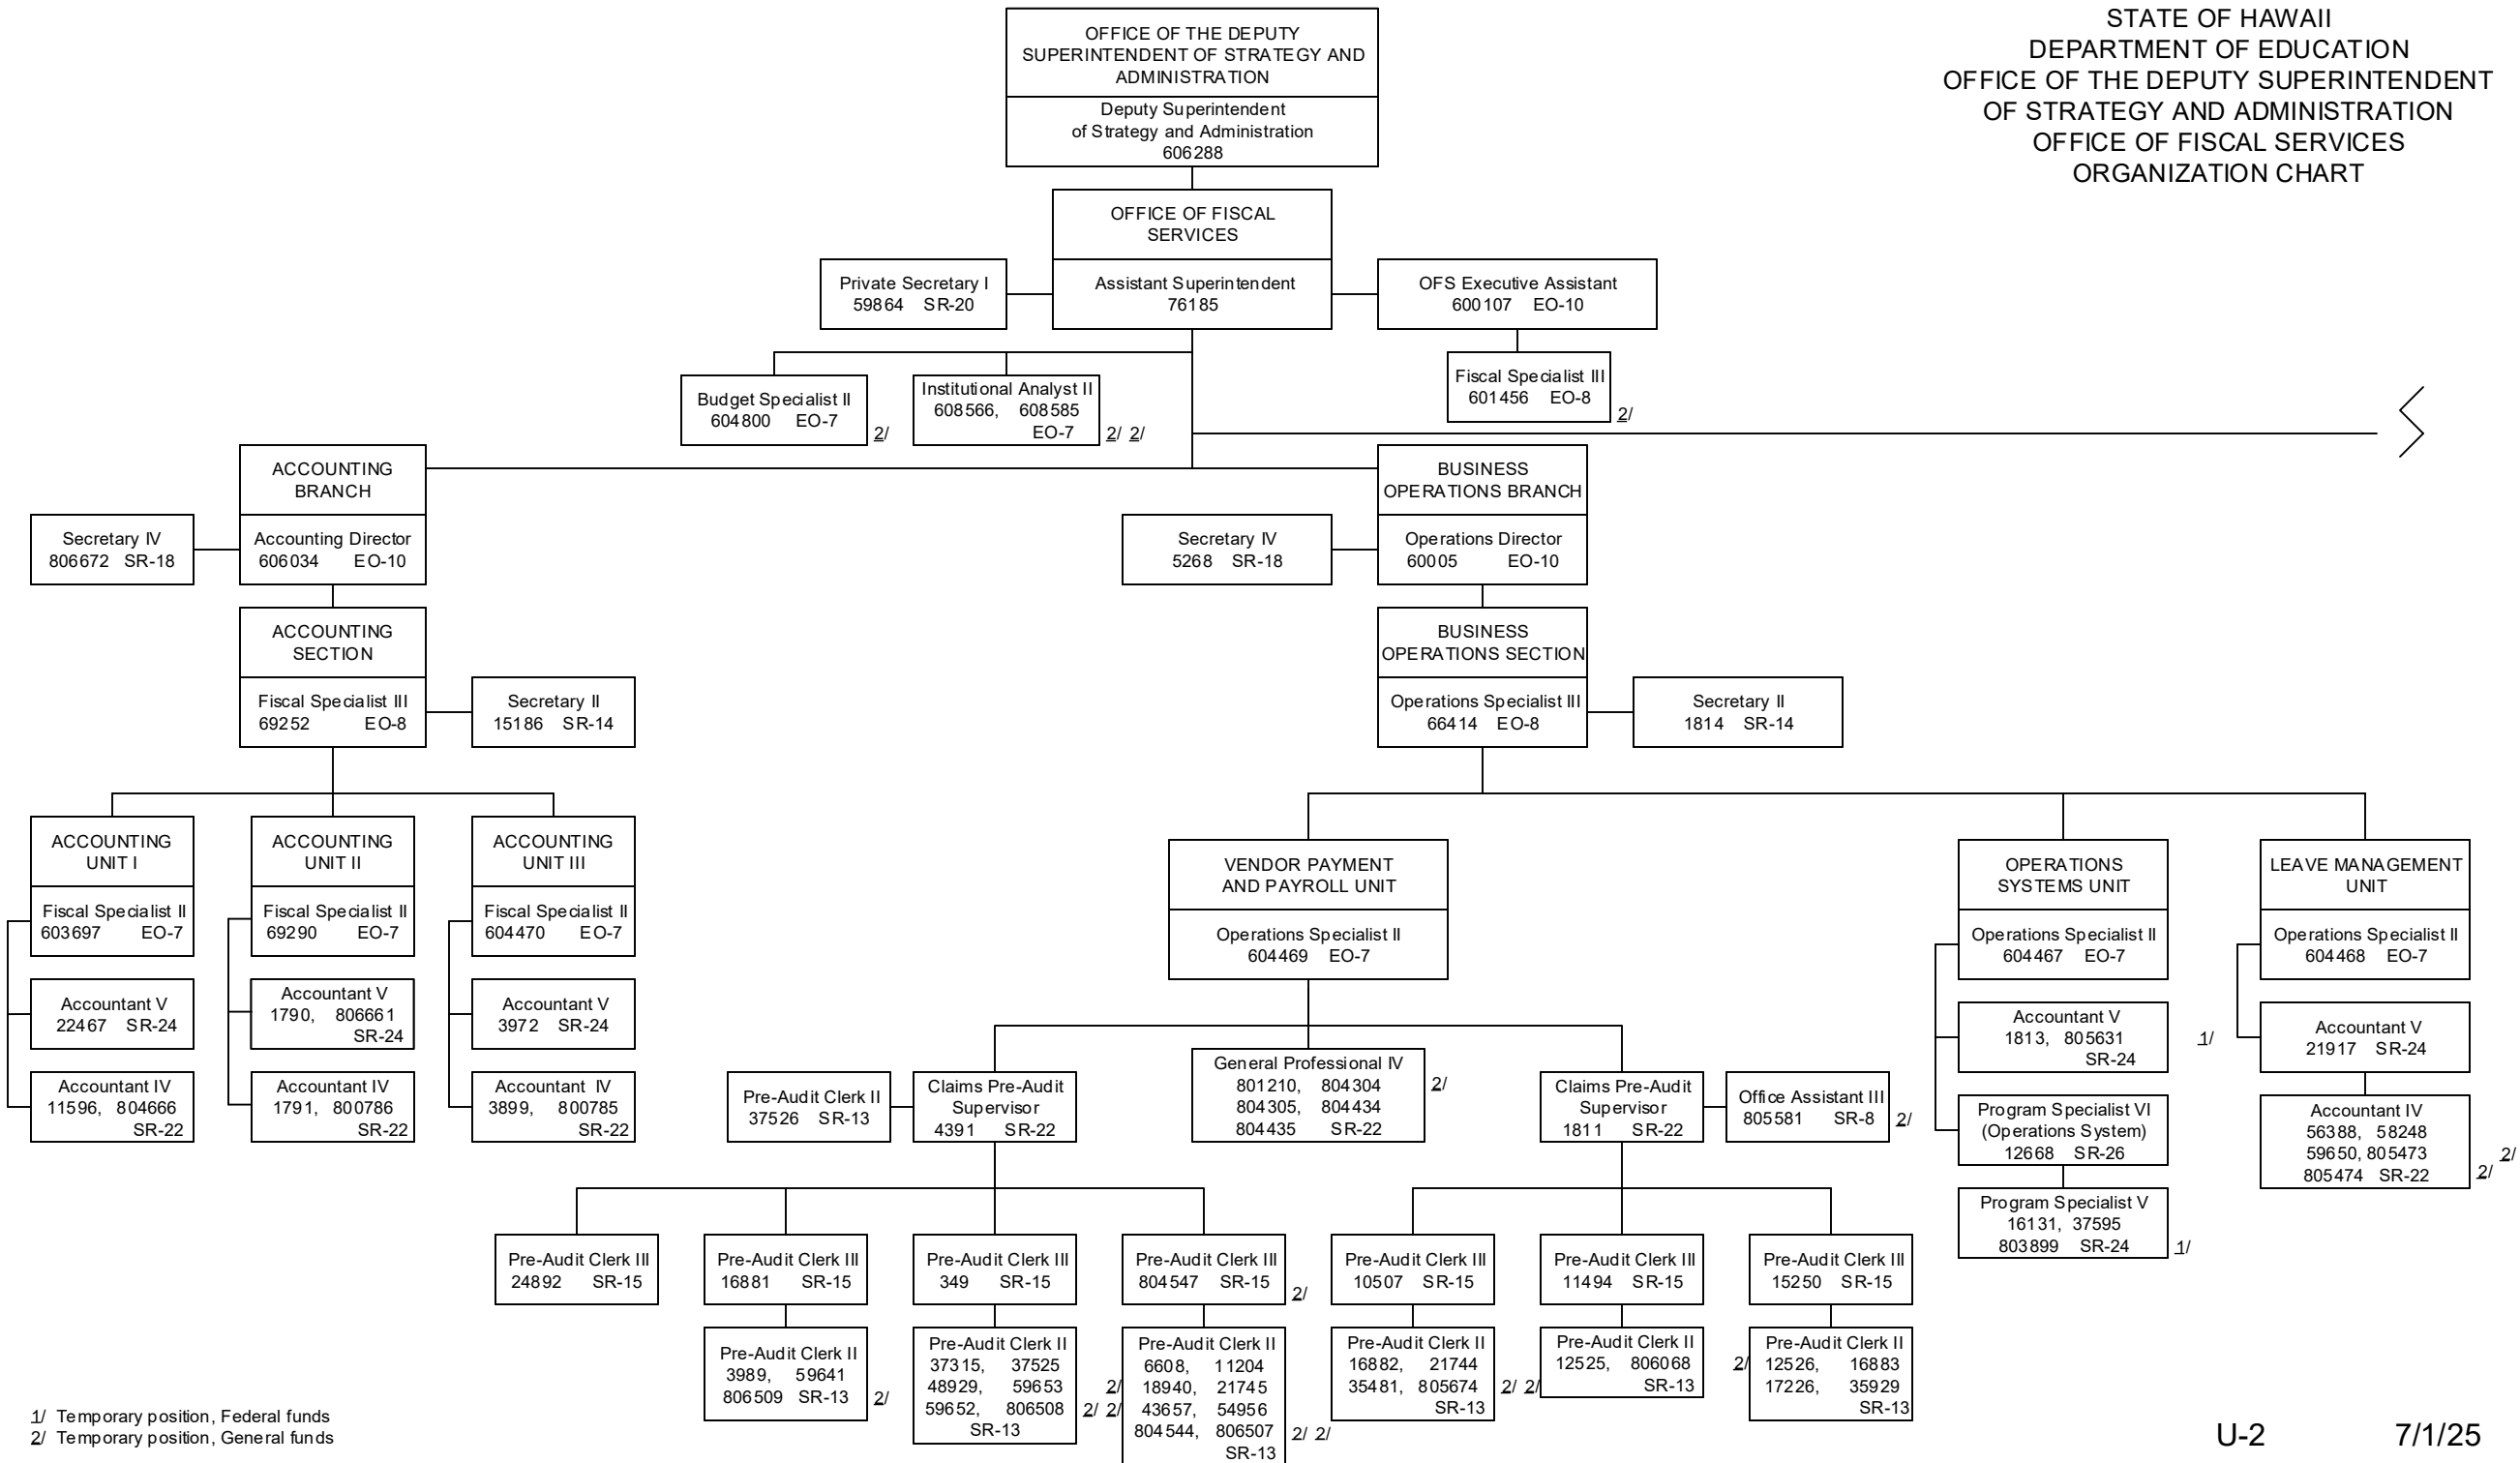 STATE OF HAWAII
DEPARTMENT OF EDUCATION
OFFICE OF THE DEPUTY SUPERINTENDENT
OF STRATEGY AND ADMINISTRATION
OFFICE OF FISCAL SERVICES
ORGANIZATION CHART
OFFICE OF THE DEPUTY
SUPERINTENDENT OF STRATEGY AND
ADMINISTRATION
Deputy Superintendent
of Strategy and Administration
606288
OFFICE OF FISCAL
SERVICES
Assistant Superintendent
76185
Private Secretary I
59864 SR-20
OFS Executive Assistant
600107 EO-10
Budget Specialist II
604800 EO-7
2/
Institutional Analyst II
608566, 608585
EO-7
2/ 2/
Fiscal Specialist III
601456 EO-8
2/
ACCOUNTING
BRANCH
Accounting Director
606034 EO-10
Secretary IV
806672 SR-18
ACCOUNTING
SECTION
Fiscal Specialist III
69252 EO-8
Secretary II
15186 SR-14
BUSINESS
OPERATIONS BRANCH
Operations Director
60005 EO-10
Secretary IV
5268 SR-18
BUSINESS
OPERATIONS SECTION
Operations Specialist III
66414 EO-8
Secretary II
1814 SR-14
ACCOUNTING
UNIT I
Fiscal Specialist II
603697 EO-7
Accountant V
22467 SR-24
Accountant IV
11596, 804666
SR-22
ACCOUNTING
UNIT II
Fiscal Specialist II
69290 EO-7
Accountant V
1790, 806661
SR-24
Accountant IV
1791, 800786
SR-22
ACCOUNTING
UNIT III
Fiscal Specialist II
604470 EO-7
Accountant V
3972 SR-24
Accountant IV
3899, 800785
SR-22
VENDOR PAYMENT
AND PAYROLL UNIT
Operations Specialist II
604469 EO-7
Pre-Audit Clerk II
37526 SR-13
Claims Pre-Audit
Supervisor
4391 SR-22
General Professional IV
801210, 804304
804305, 804434
804435 SR-22
2/
Claims Pre-Audit
Supervisor
1811 SR-22
Office Assistant III
805581 SR-8
2/
Pre-Audit Clerk III
24892 SR-15
Pre-Audit Clerk III
16881 SR-15
Pre-Audit Clerk II
3989, 59641
806509 SR-13
2/
Pre-Audit Clerk III
349 SR-15
Pre-Audit Clerk II
37315, 37525
48929, 59653
59652, 806508
SR-13
2/
2/ 2/
Pre-Audit Clerk III
804547 SR-15
2/
Pre-Audit Clerk II
6608, 11204
18940, 21745
43657, 54956
804544, 806507
SR-13
2/ 2/
Pre-Audit Clerk III
10507 SR-15
Pre-Audit Clerk II
16882, 21744
35481, 805674
SR-13
2/ 2/
Pre-Audit Clerk III
11494 SR-15
Pre-Audit Clerk II
12525, 806068
SR-13
2/
Pre-Audit Clerk III
15250 SR-15
Pre-Audit Clerk II
12526, 16883
17226, 35929
SR-13
OPERATIONS
SYSTEMS UNIT
Operations Specialist II
604467 EO-7
Accountant V
1813, 805631
SR-24
1/
Program Specialist VI
(Operations System)
12668 SR-26
Program Specialist V
16131, 37595
803899 SR-24
1/
LEAVE MANAGEMENT
UNIT
Operations Specialist II
604468 EO-7
Accountant V
21917 SR-24
Accountant IV
56388, 58248
59650, 805473
805474 SR-22
2/
2/
1/ Temporary position, Federal funds
2/ Temporary position, General funds
U-2 7/1/25